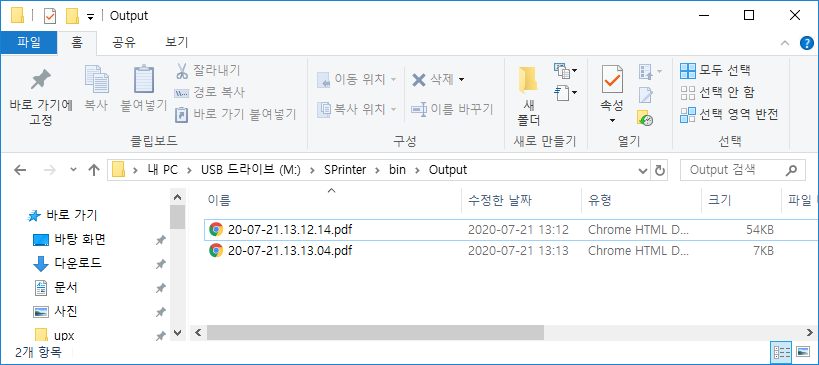 Output
파일 홈 공유 보기
바로 가기에 고정
복사
붙여넣기
잘라내기
경로 복사
바로 가기 붙여넣기
클립보드
이동 위치
복사 위치
삭제
이름 바꾸기
구성
새 폴더
새로 만들기
속성
열기
모두 선택
선택 안 함
선택 영역 반전
선택
내 PC > USB 드라이브 (M:) > SPrinter > bin > Output
Output 검색
이름 수정한 날짜 유형 크기 파일
20-07-21.13.12.14.pdf 2020-07-21 13:12 Chrome HTML D... 54KB
20-07-21.13.13.04.pdf 2020-07-21 13:13 Chrome HTML D... 7KB
바로 가기
바탕 화면
다운로드
문서
사진
upx
2개 항목